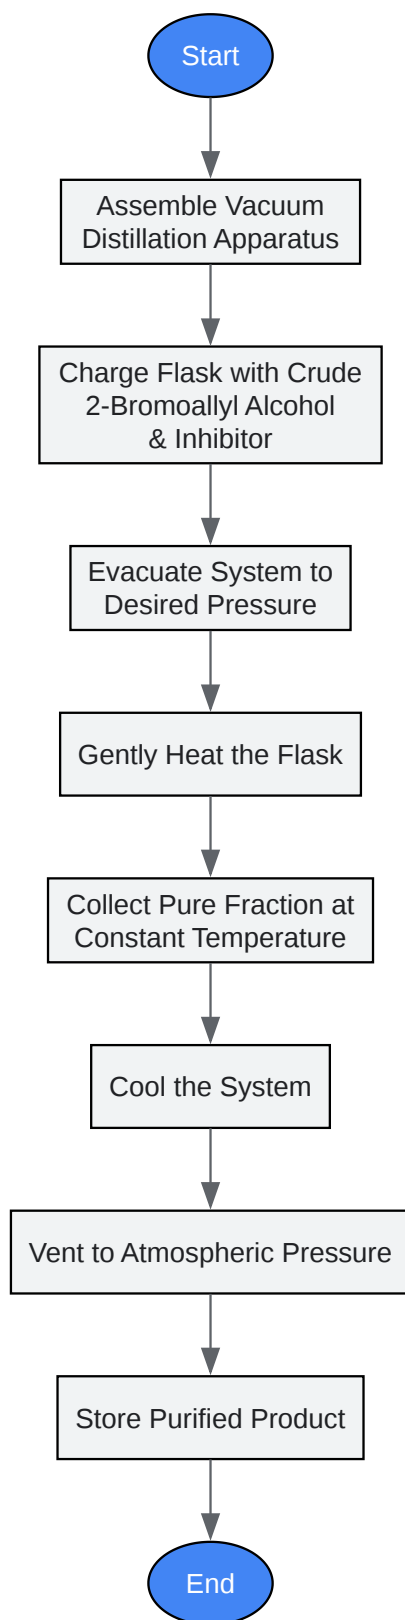 Start
Assemble Vacuum
Distillation Apparatus
Charge Flask with Crude
2-Bromoallyl Alcohol
& Inhibitor
Evacuate System to
Desired Pressure
Gently Heat the Flask
Collect Pure Fraction at
Constant Temperature
Cool the System
Vent to Atmospheric Pressure
Store Purified Product
End